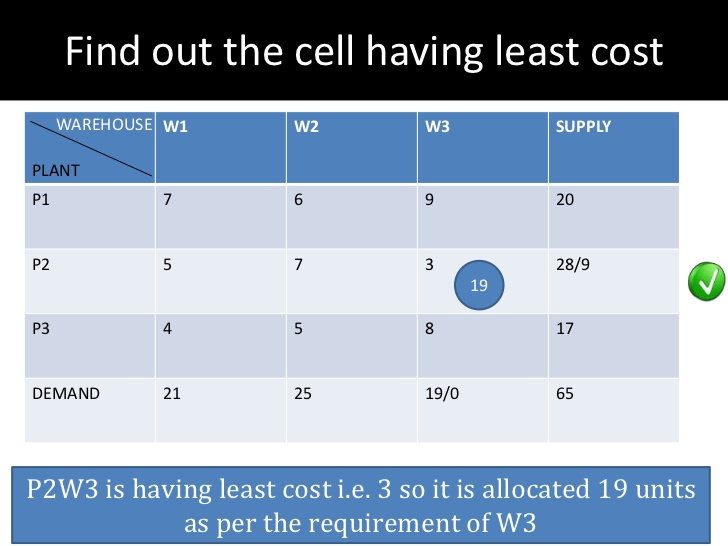 Find out the cell having least cost
WAREHOUSE W1 W2 W3 SUPPLY
PLANT
P1 7 6 9 20
P2 5 7 3 28/9
19
P3 4 5 8 17
DEMAND 21 25 19/0 65
P2W3 is having least cost i.e. 3 so it is allocated 19 units
as per the requirement of W3